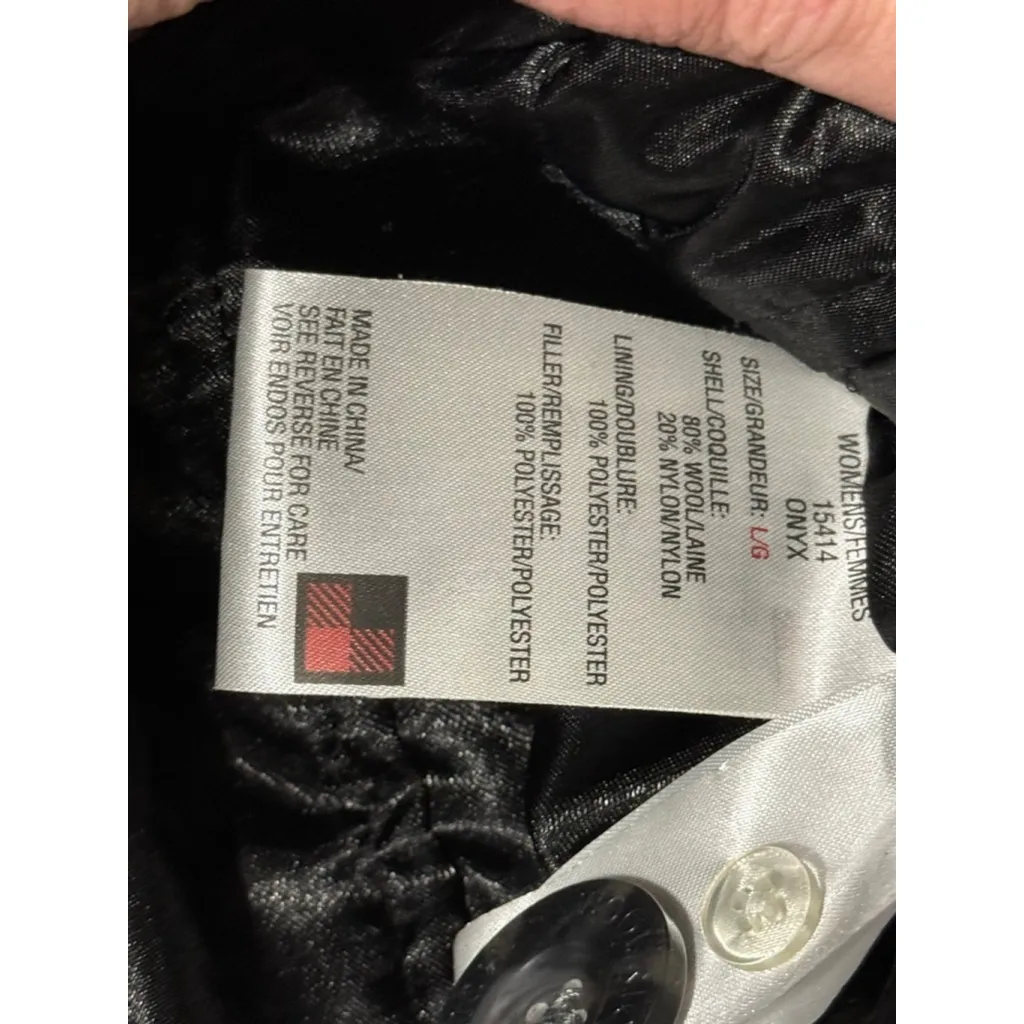 WOMENS/FEMMES
15414
ONYX
SIZE/GRANDEUR: L/G
SHELL/COQUILLE:
80% WOOL/LAINE
20% NYLON/NYLON
LINING/DOUBLURE:
100% POLYESTER/POLYESTER
FILLER/REMPLISSAGE:
100% POLYESTER/POLYESTER
MADE IN CHINA/
FAIT EN CHINE
SEE REVERSE FOR CARE
VOIR ENDOS POUR ENTRETIEN